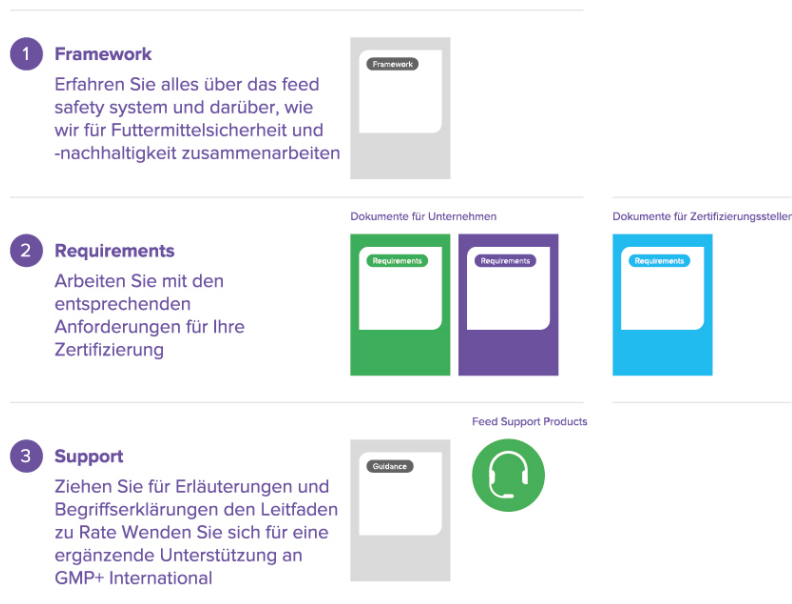 1
Framework
Erfahren Sie alles über das feed
safety system und darüber, wie
wir für Futtermittelsicherheit und
-nachhaltigkeit zusammenarbeiten
Framework
Dokumente für Unternehmen
Dokumente für Zertifizierungsstellen
2
Requirements
Arbeiten Sie mit den
entsprechenden
Anforderungen für Ihre
Zertifizierung
Requirements
Requirements
Requirements
Feed Support Products
3
Support
Ziehen Sie für Erläuterungen und
Begriffserklärungen den Leitfaden
zu Rate Wenden Sie sich für eine
ergänzende Unterstützung an
GMP+ International
Guidance